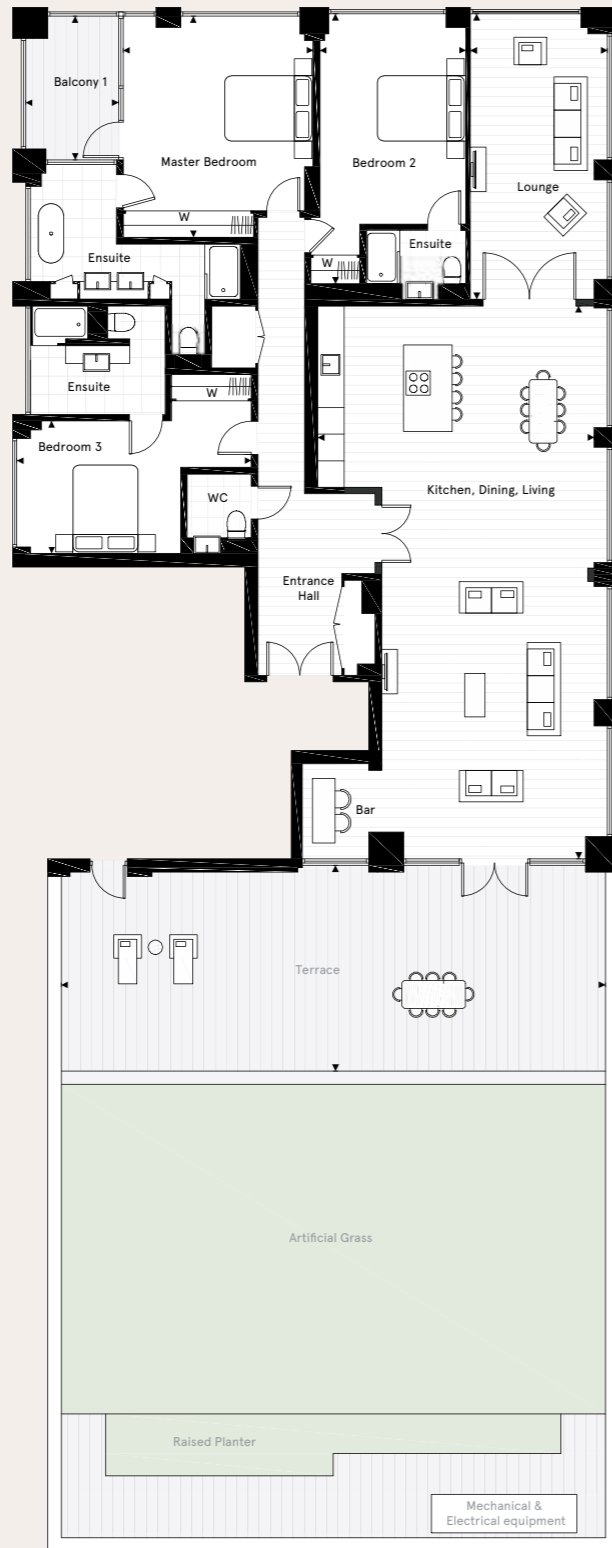 Balcony 1
Master Bedroom
Bedroom 2
Lounge
W
Ensuite
W
Ensuite
Ensuite
W
Bedroom 3
WC
Kitchen, Dining, Living
Entrance
Hall
Bar
Terrace
Artificial Grass
Raised Planter
Mechanical &
Electrical equipment